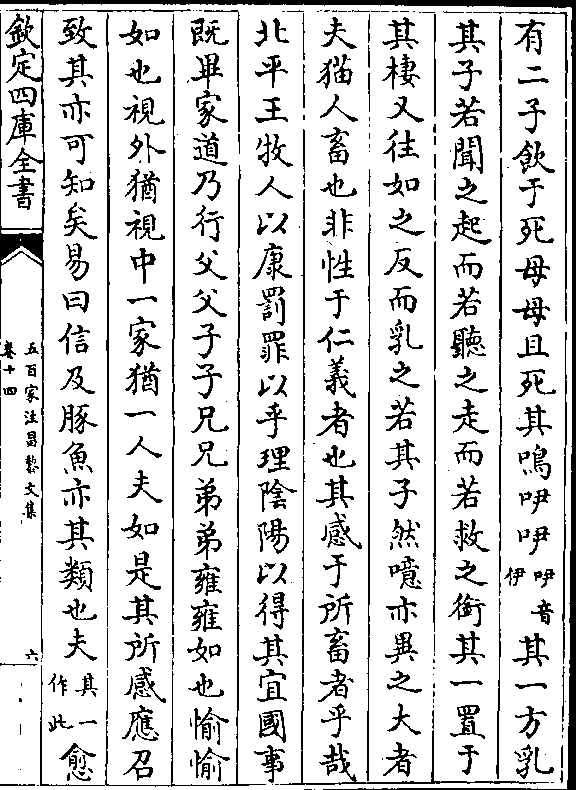 有二子飲于死母母且死其鳴咿咿咿音伊其一方乳
其子若聞之起而若聽之走而若救之銜其一置于
其棲又往如之反而乳之若其子然噫亦異之大者
夫猫人畜也非性于仁義者也其感于所畜者乎哉
北平王牧人以康罰罪以平理陰陽以得其宜國事
既畢家道乃行父父子子兄兄弟弟雍雍如也愉愉
如也視外猶視中一家猶一人夫如是其所感應召
致其亦可知矣易曰信及豚魚亦其類也夫其一作此愈
欽定四庫全書
五百家注昌黎文集
卷十四
六